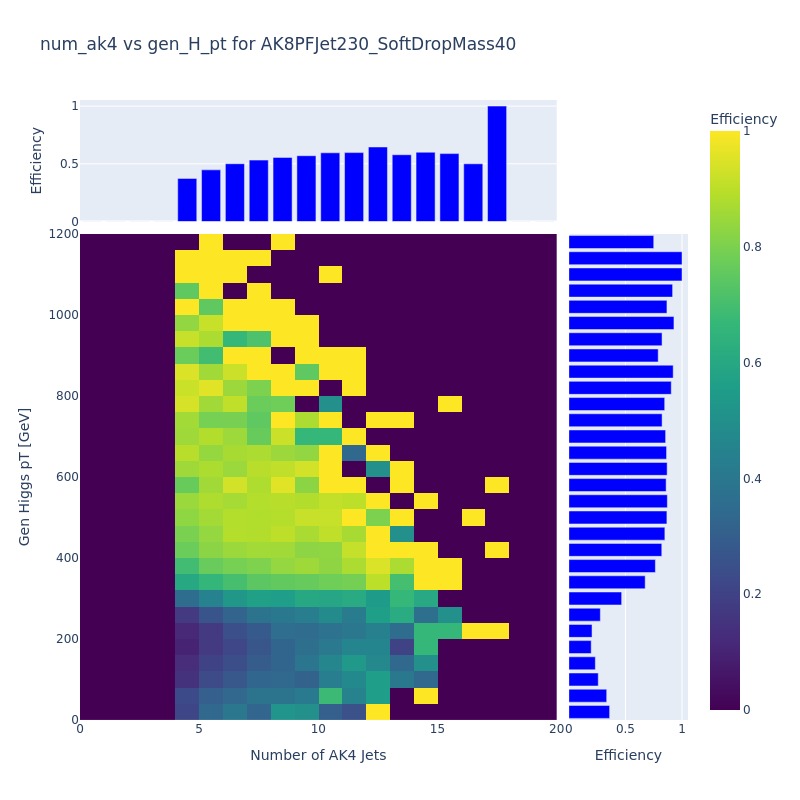 num_ak4 vs gen_H_pt for AK8PFJet230_SoftDropMass40
Efficiency
1
0.5
0
Efficiency
1
0.8
0.6
0.4
0.2
0
Gen Higgs pT [GeV]
1200
1000
800
600
400
200
0
0 5 10 15 20
Number of AK4 Jets
0 0.5 1
Efficiency